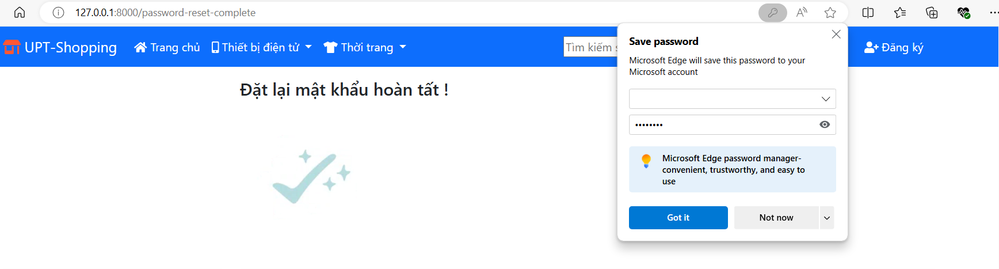 127.0.0.1:8000/password-reset-complete
UPT-Shopping
Trang chủ
Thiết bị điện tử
Thời trang
Tìm kiếm
Đăng ký
Đặt lại mật khẩu hoàn tất !
Save password
Microsoft Edge will save this password to your
Microsoft account
••••••••
Microsoft Edge password manager-
convenient, trustworthy, and easy to
use
Got it
Not now